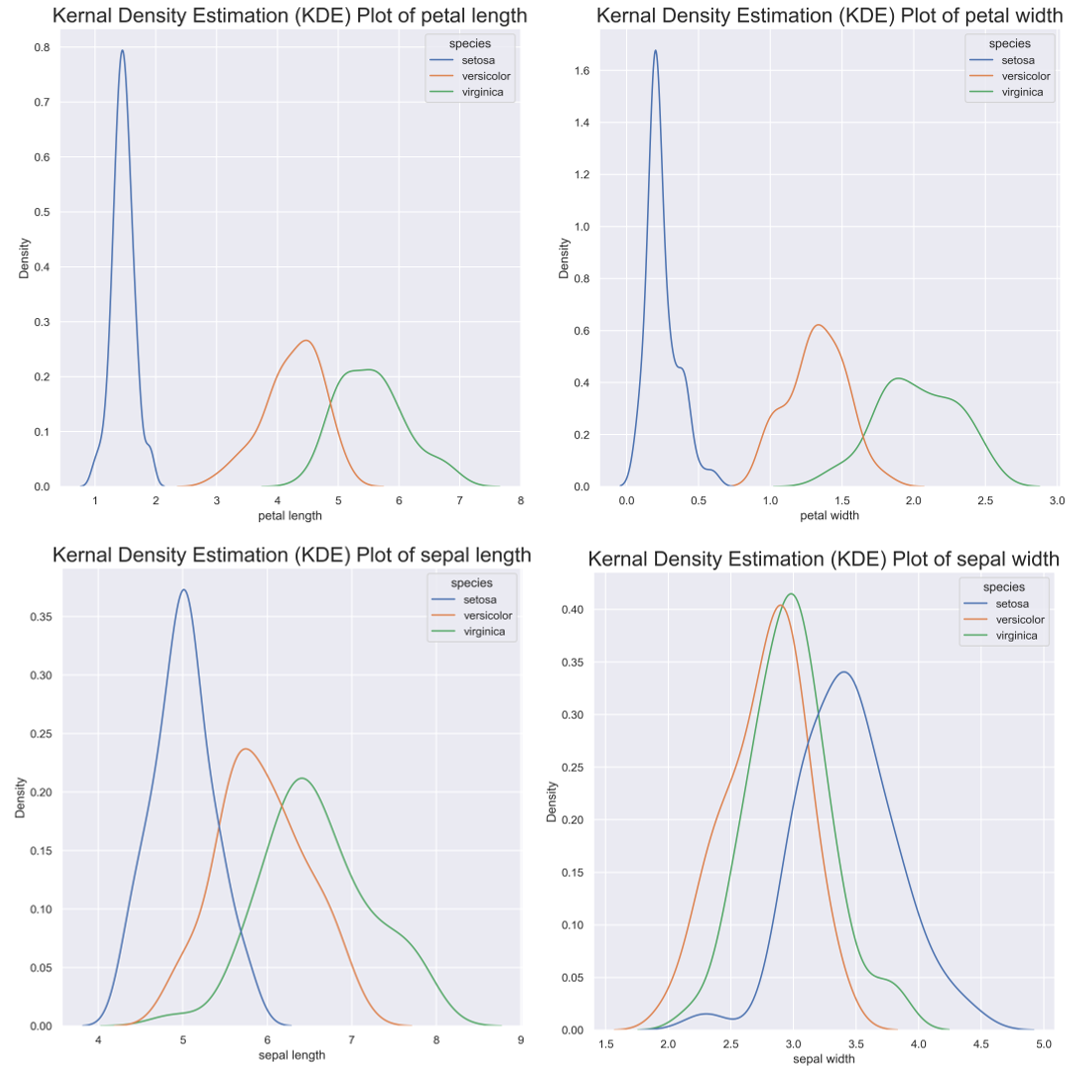 Kernal Density Estimation (KDE) Plot of petal length
species
setosa
versicolor
virginica
0.8
0.7
0.6
0.5
0.4
0.3
0.2
0.1
0.0
Density
1 2 3 4 5 6 7 8
petal length
Kernal Density Estimation (KDE) Plot of petal width
species
setosa
versicolor
virginica
1.6
1.4
1.2
1.0
0.8
0.6
0.4
0.2
0.0
Density
0.0 0.5 1.0 1.5 2.0 2.5 3.0
petal width
Kernal Density Estimation (KDE) Plot of sepal length
species
setosa
versicolor
virginica
0.35
0.30
0.25
0.20
0.15
0.10
0.05
0.00
Density
4 5 6 7 8 9
sepal length
Kernal Density Estimation (KDE) Plot of sepal width
species
setosa
versicolor
virginica
0.40
0.35
0.30
0.25
0.20
0.15
0.10
0.05
0.00
Density
1.5 2.0 2.5 3.0 3.5 4.0 4.5 5.0
sepal width